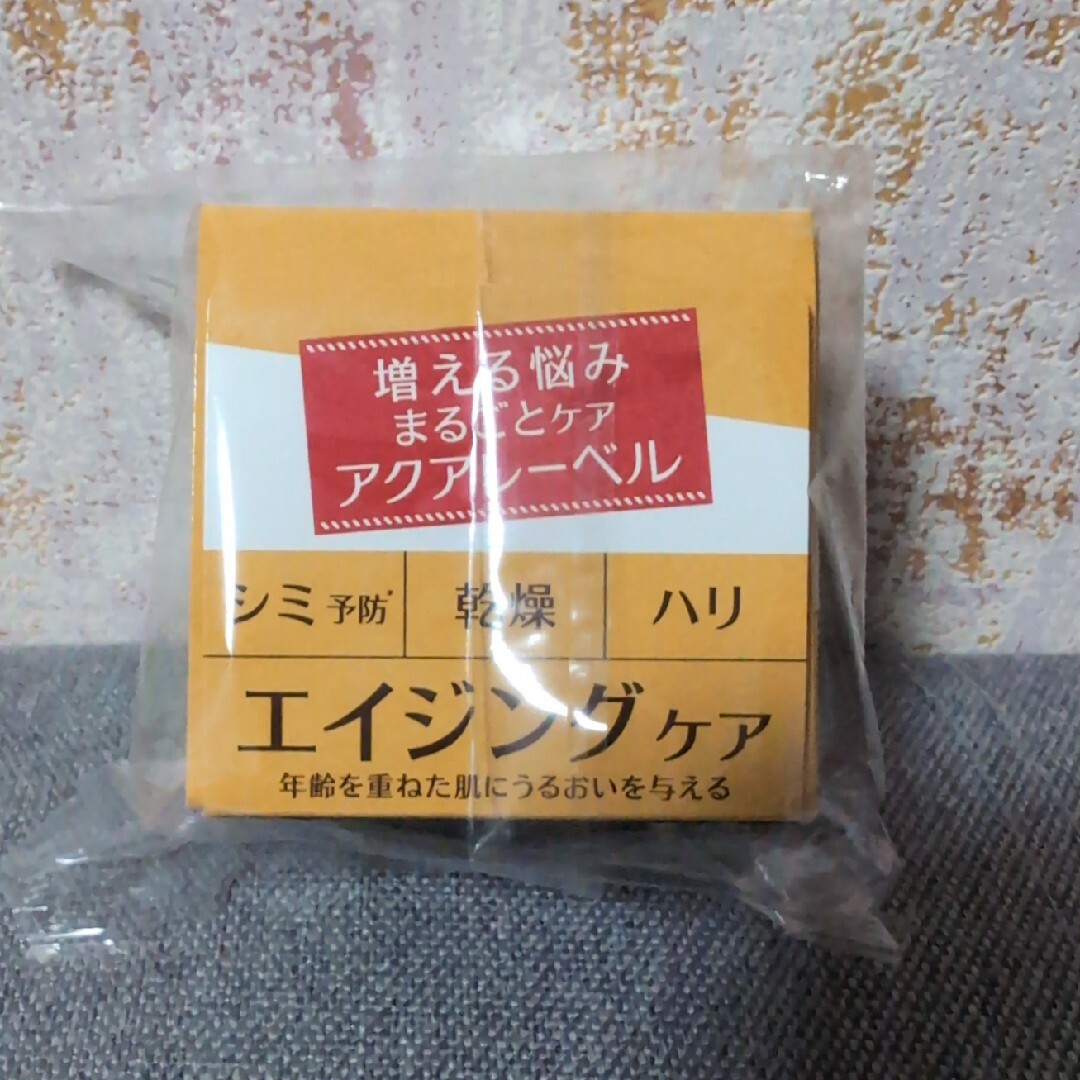 増える悩み
まるごとケア
アクアレーベル
シミ予防* 乾燥 ハリ
エイジングケア
年齢を重ねた肌にうるおいを与える